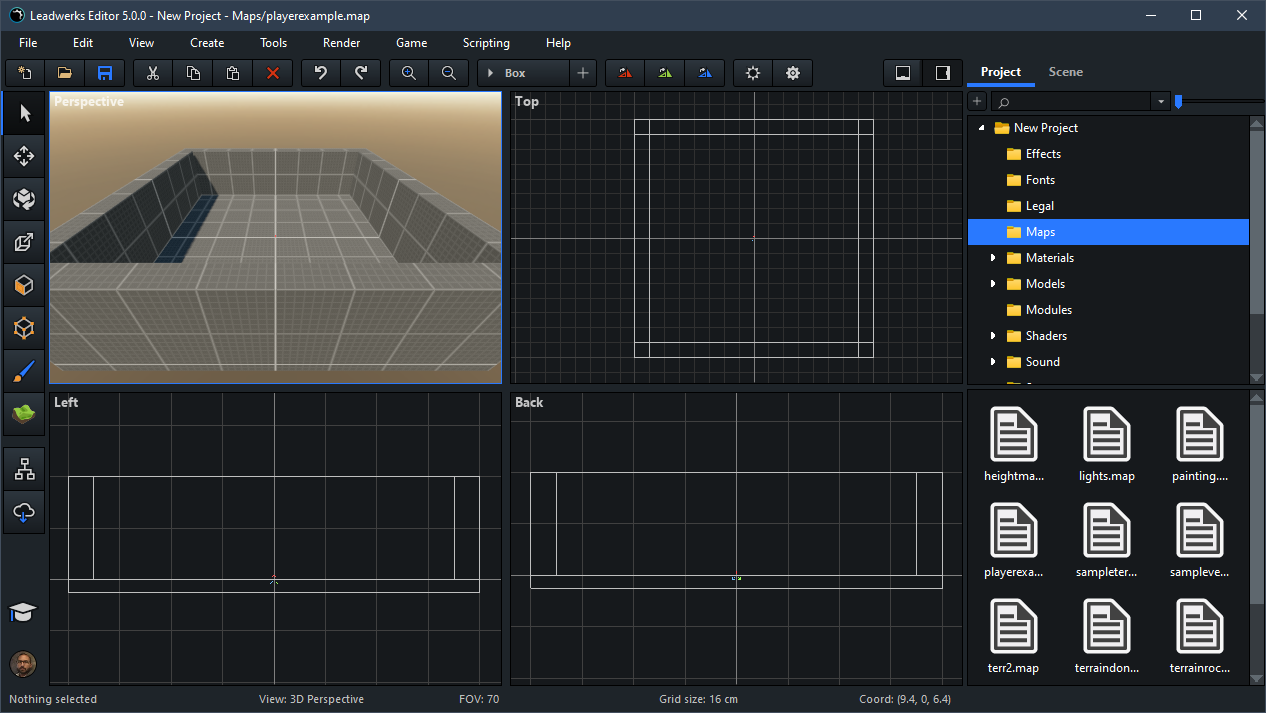 Leadwerks Editor 5.0.0 - New Project - Maps/playerexample.map
File Edit View Create Tools Render Game Scripting Help
Box
Project Scene
Perspective
Top
New Project
Effects
Fonts
Legal
Maps
Materials
Models
Modules
Shaders
Sound
Left
Back
heightma... lights.map painting....
playerexa... sampleter... sampleve...
terr2.map terraindon... terrainroc...
Nothing selected View: 3D Perspective FOV: 70 Grid size: 16 cm Coord: (9.4, 0, 6.4)